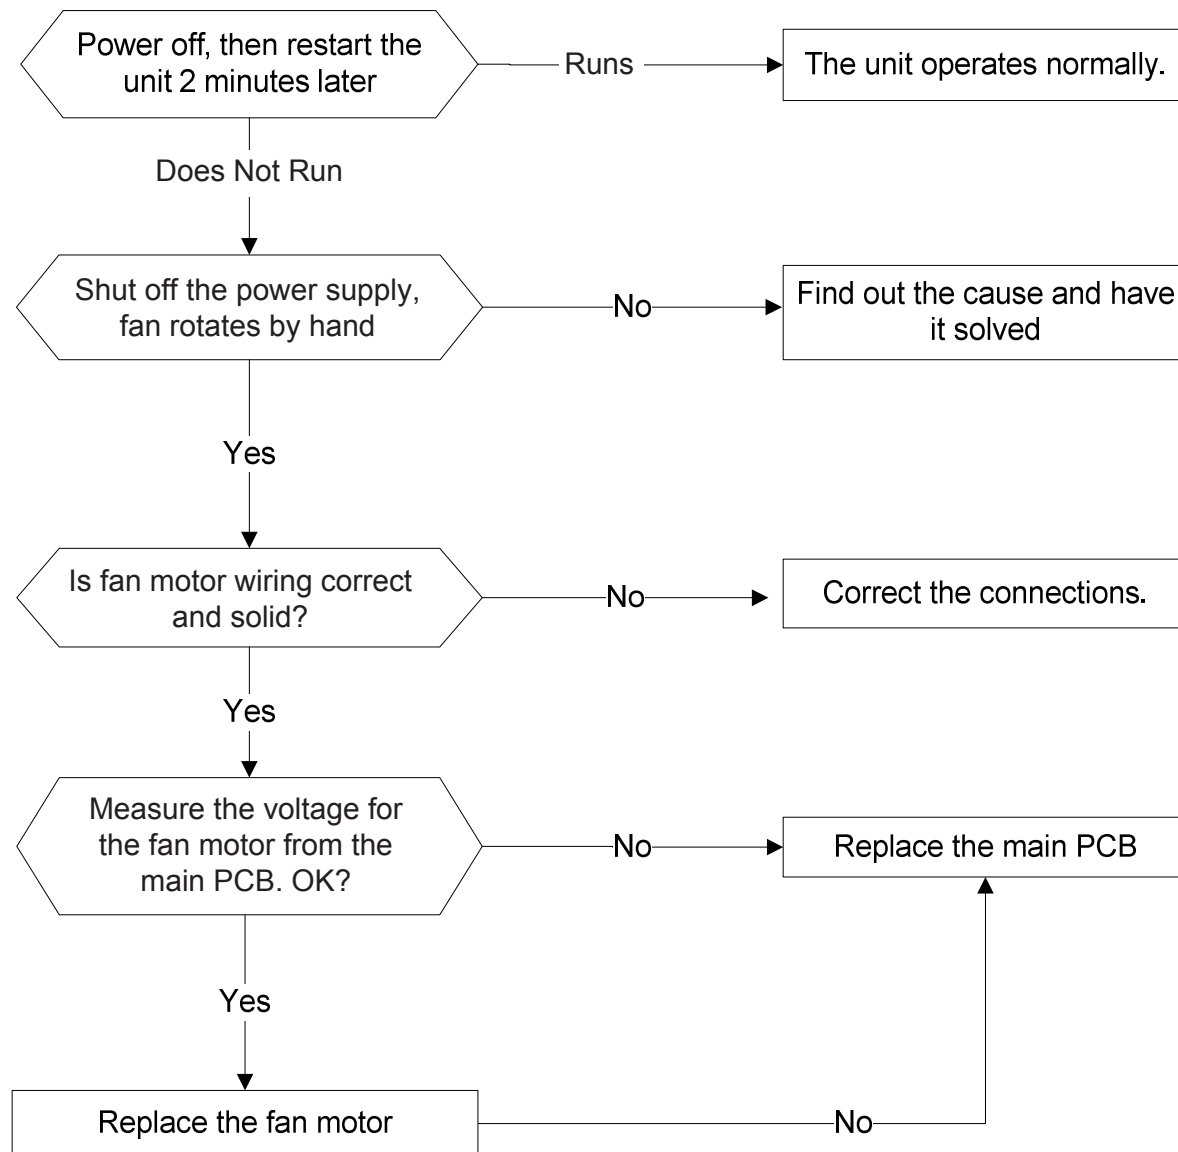 Power off, then restart the
unit 2 minutes later
Runs
The unit operates normally.
Does Not Run
Shut off the power supply,
fan rotates by hand
No
Find out the cause and have
it solved
Yes
Is fan motor wiring correct
and solid?
No
Correct the connections.
Yes
Measure the voltage for
the fan motor from the
main PCB. OK?
No
Replace the main PCB
Yes
Replace the fan motor
No